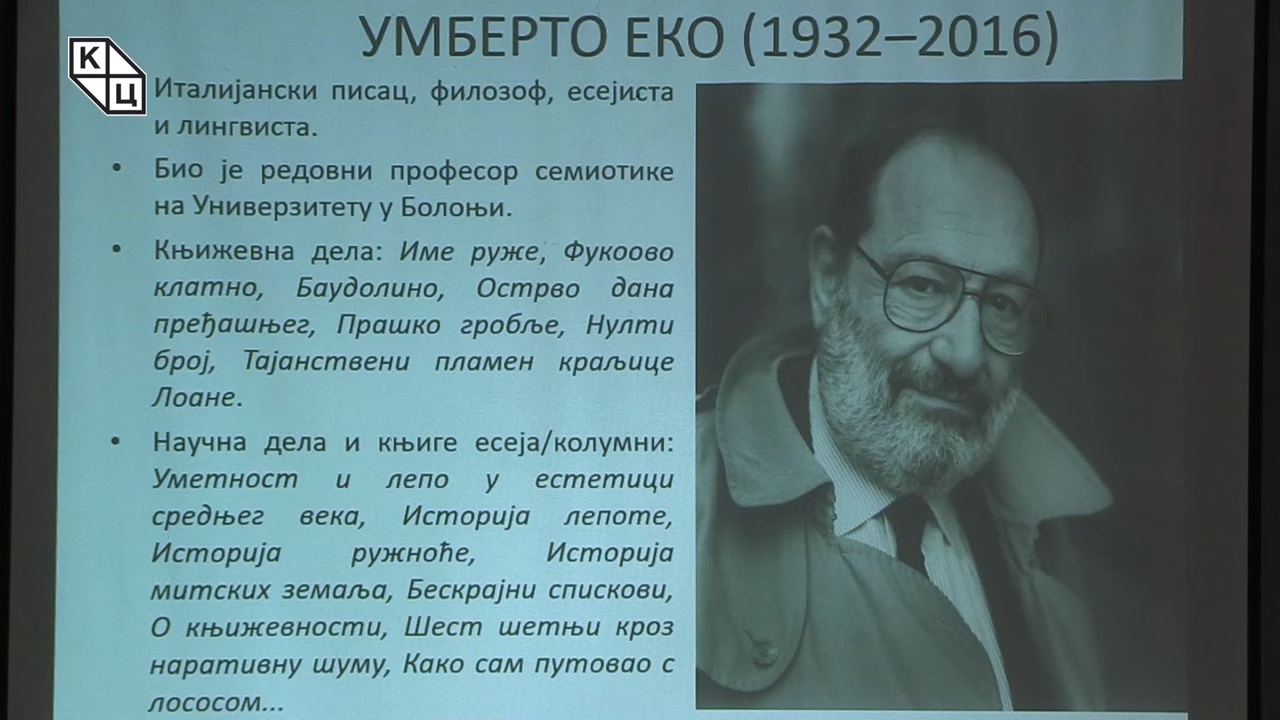 УМБЕРТО ЕКО (1932–2016)
К
Ц
Италијански писац, филозоф, есејиста
и лингвиста.
• Био је редовни професор семиотике
на Универзитету у Болоњи.
• Књижевна дела: Име руже, Фукоово
клатно, Баудолино, Острво дана
пређашњег, Прашко гробље, Нулти
број, Тајанствени пламен краљице
Лоане.
• Научна дела и књиге есеја/колумни:
Уметност и лепо у естетици
средњег века, Историја лепоте,
Историја ружноће, Историја
митских земаља, Бескрајни спискови,
О књижевности, Шест шетњи кроз
наративну шуму, Како сам путовао с
лососом...